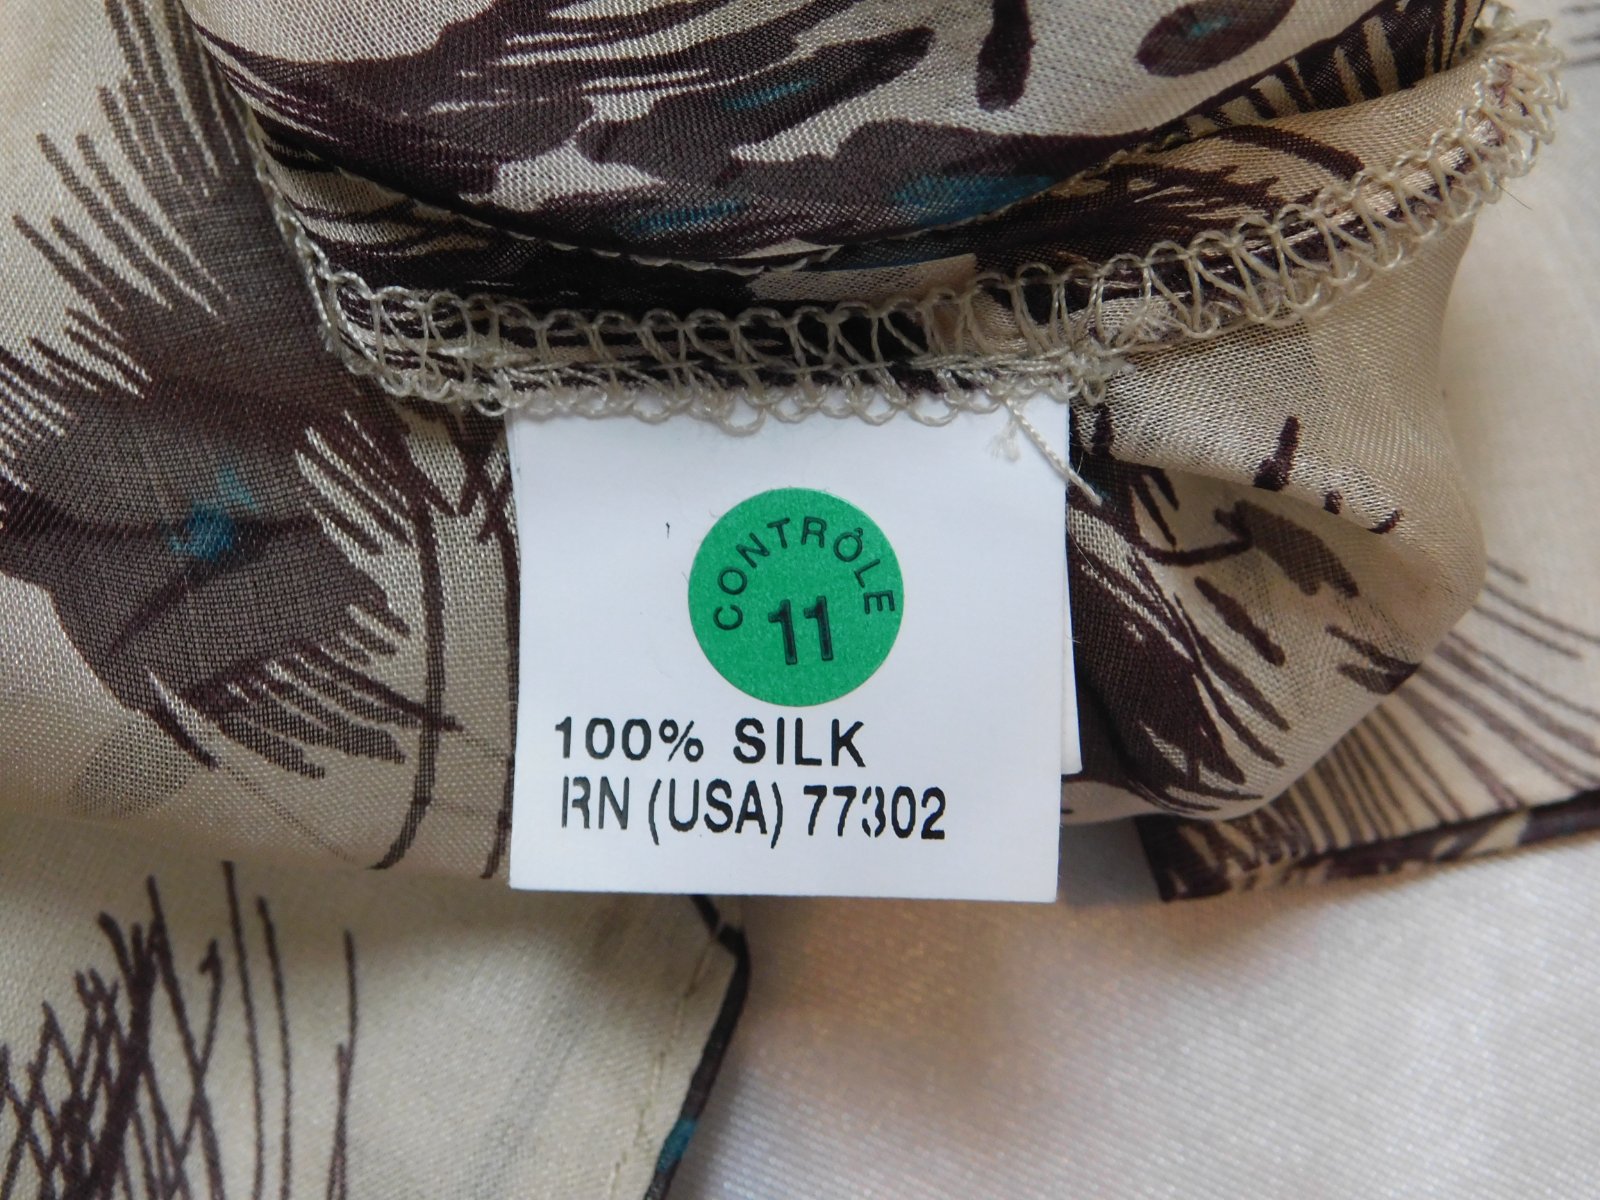 CONTRÔLE
11
100% SILK
RN (USA) 77302